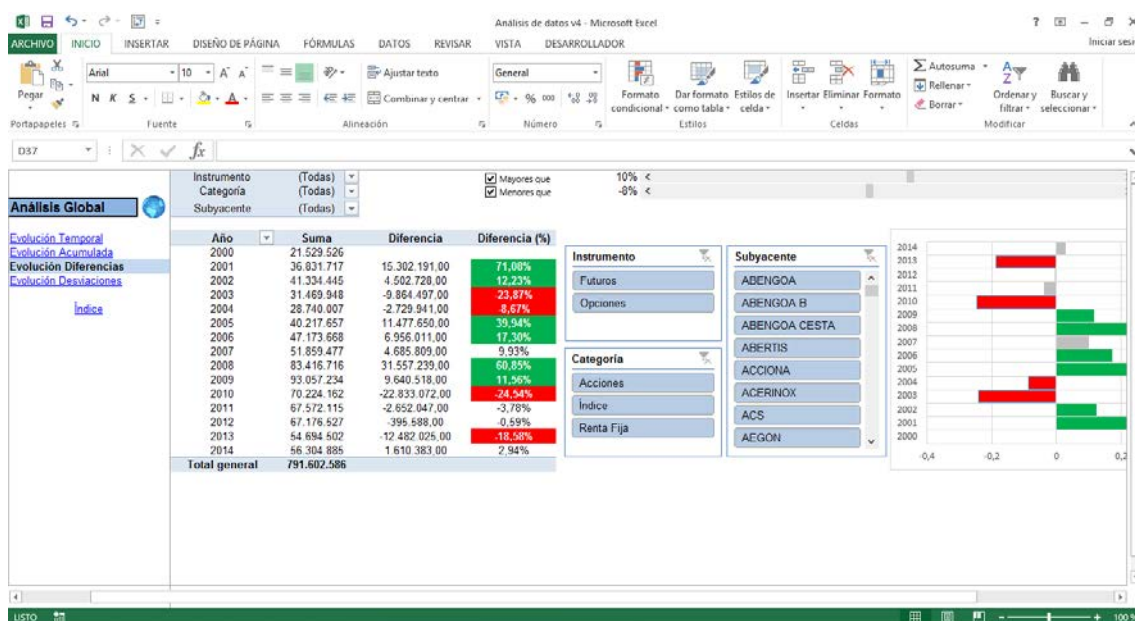 Análisis de datos v4 - Microsoft Excel
ARCHIVO INICIO INSERTAR DISEÑO DE PÁGINA FÓRMULAS DATOS REVISAR VISTA DESARROLLADOR Iniciar sesi
Arial 10 Ajustar texto General
Pegar N K S Combinar y centrar % 000
Formato condicional Dar formato como tabla Estilos de celda Insertar Eliminar Formato
Autosuma
Rellenar
Borrar
Ordenar y filtrar Buscar y seleccionar
Portapapeles Fuente Alineación Número Estilos Celdas Modificar
D37 fx
Instrumento (Todas) Mayores que 10% <
Categoría (Todas) Menores que -8% <
Subyacente (Todas)
Análisis Global
Evolución Temporal
Evolución Acumulada
Evolución Diferencias
Evolución Desviaciones
Índice
Año Suma Diferencia Diferencia (%)
2000 21.529.526
2001 36.831.717 15.302.191,00 71,08%
2002 41.334.445 4.502.728,00 12,23%
2003 31.469.948 -9.864.497,00 -23,87%
2004 28.740.007 -2.729.941,00 -8,67%
2005 40.217.657 11.477.650,00 39,94%
2006 47.173.668 6.956.011,00 17,30%
2007 51.859.477 4.685.809,00 9,93%
2008 83.416.716 31.557.239,00 60,85%
2009 93.057.234 9.640.518,00 11,56%
2010 70.224.162 -22.833.072,00 -24,54%
2011 67.572.115 -2.652.047,00 -3,78%
2012 67.176.527 -395.588,00 -0,59%
2013 54.694.502 -12.482.025,00 -18,58%
2014 56.304.885 1.610.383,00 2,94%
Total general 791.602.586
Instrumento
Futuros
Opciones
Categoría
Acciones
Índice
Renta Fija
Subyacente
ABENGOA
ABENGOA B
ABENGOA CESTA
ABERTIS
ACCIONA
ACERINOX
ACS
AEGON
2014
2013
2012
2011
2010
2009
2008
2007
2006
2005
2004
2003
2002
2001
2000
-0,4 -0,2 0 0,2
LISTO 100 %